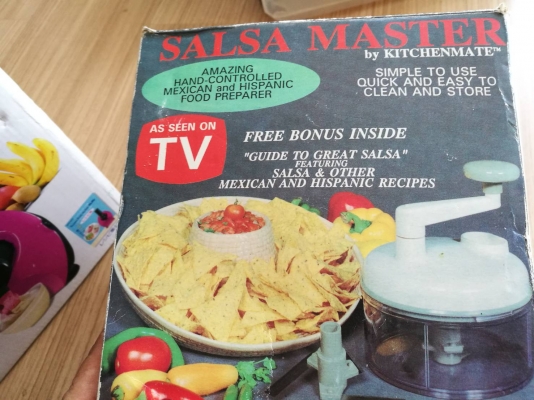 SALSA MASTER
by KITCHENMATE™
AMAZING
HAND-CONTROLLED
MEXICAN and HISPANIC
FOOD PREPARER
SIMPLE TO USE
QUICK AND EASY TO
CLEAN AND STORE
AS SEEN ON
TV
FREE BONUS INSIDE
"GUIDE TO GREAT SALSA"
FEATURING
SALSA & OTHER
MEXICAN AND HISPANIC RECIPES